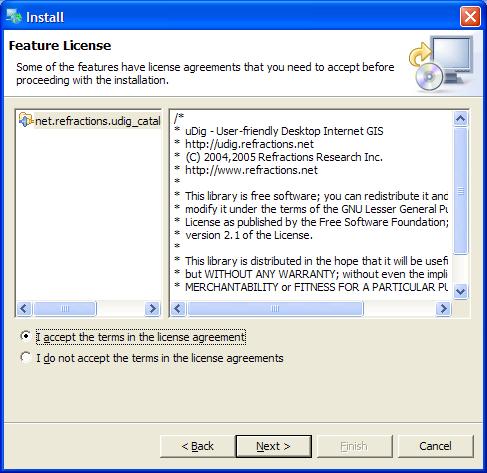 Install
Feature License
Some of the features have license agreements that you need to accept before
proceeding with the installation.
net.refractions.udig_catal
/*
* uDig - User-friendly Desktop Internet GIS
* http://udig.refractions.net
* (C) 2004,2005 Refractions Research Inc.
* http://www.refractions.net
*
* This library is free software; you can redistribute it and
* modify it under the terms of the GNU Lesser General Pu
* License as published by the Free Software Foundation;
* version 2.1 of the License.
*
* This library is distributed in the hope that it will be usef
* but WITHOUT ANY WARRANTY; without even the impli
* MERCHANTABILITY or FITNESS FOR A PARTICULAR PU
I accept the terms in the license agreement
I do not accept the terms in the license agreements
< Back
Next >
Finish
Cancel